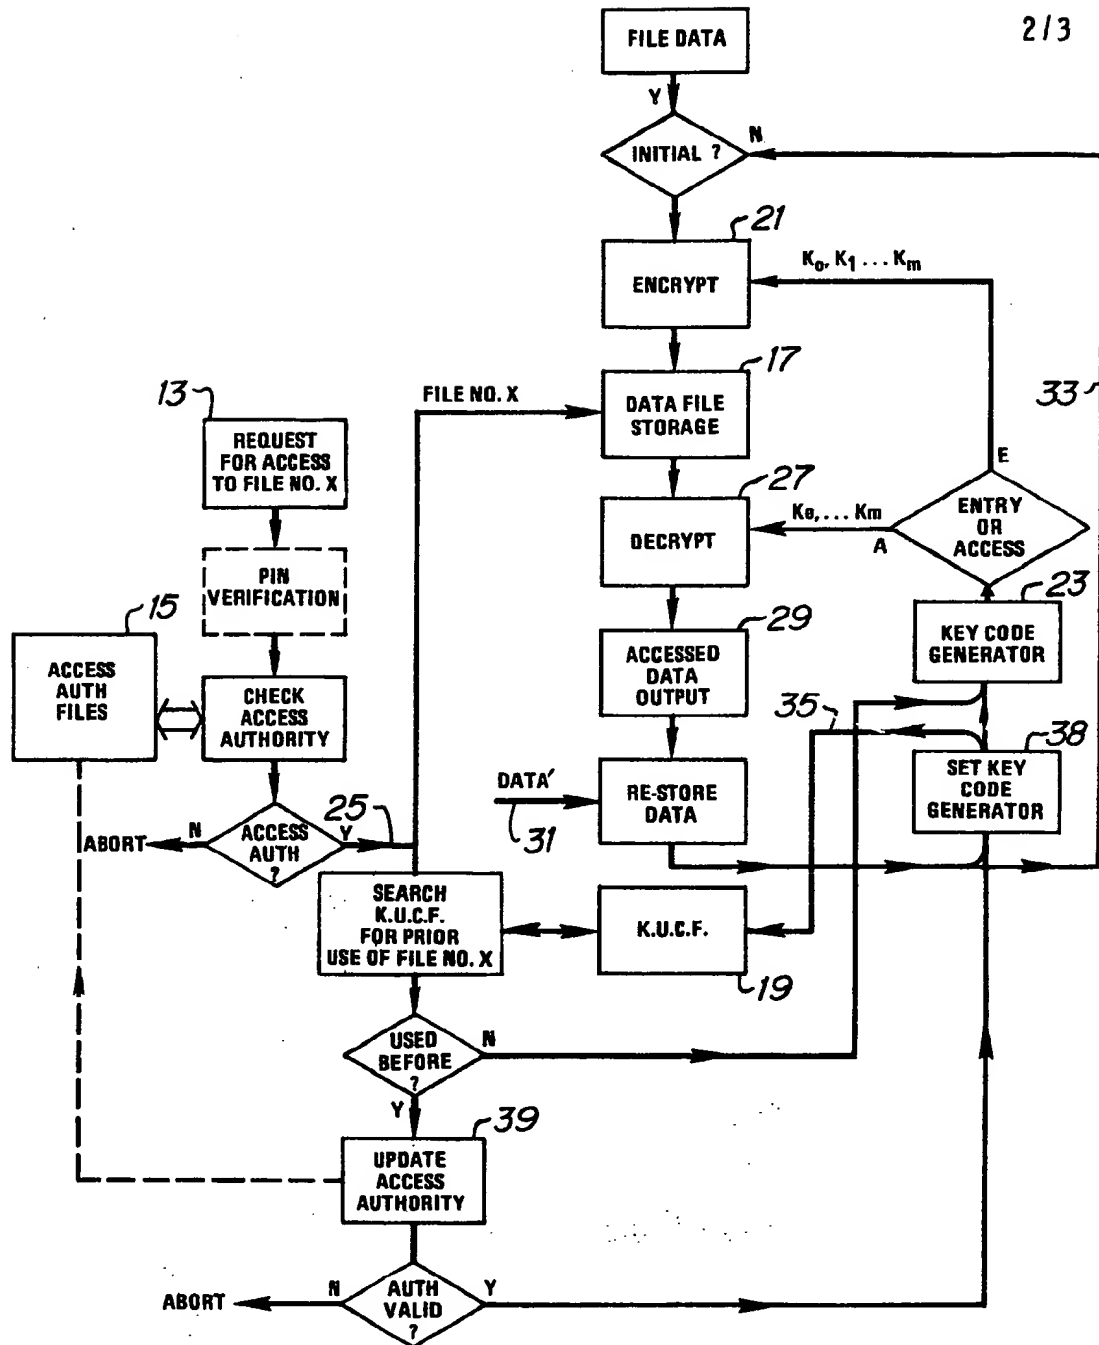 2/3
FILE DATA
Y
N
INITIAL ?
21
K₀, K₁ ... Kₘ
ENCRYPT
17
13
FILE NO. X
33
DATA FILE
STORAGE
REQUEST
FOR ACCESS
TO FILE NO. X
E
27
Ko, ... Km
ENTRY
OR
ACCESS
A
DECRYPT
PIN
VERIFICATION
23
15
29
KEY CODE
GENERATOR
ACCESS
AUTH
FILES
ACCESSED
DATA
OUTPUT
CHECK
ACCESS
AUTHORITY
35
38
SET KEY
CODE
GENERATOR
DATA'
RE-STORE
DATA
25
31
ABORT
N
ACCESS
AUTH
?
Y
SEARCH
K.U.C.F.
FOR PRIOR
USE OF FILE NO. X
K.U.C.F.
19
USED
BEFORE
?
N
Y
39
UPDATE
ACCESS
AUTHORITY
ABORT
N
AUTH
VALID
?
Y